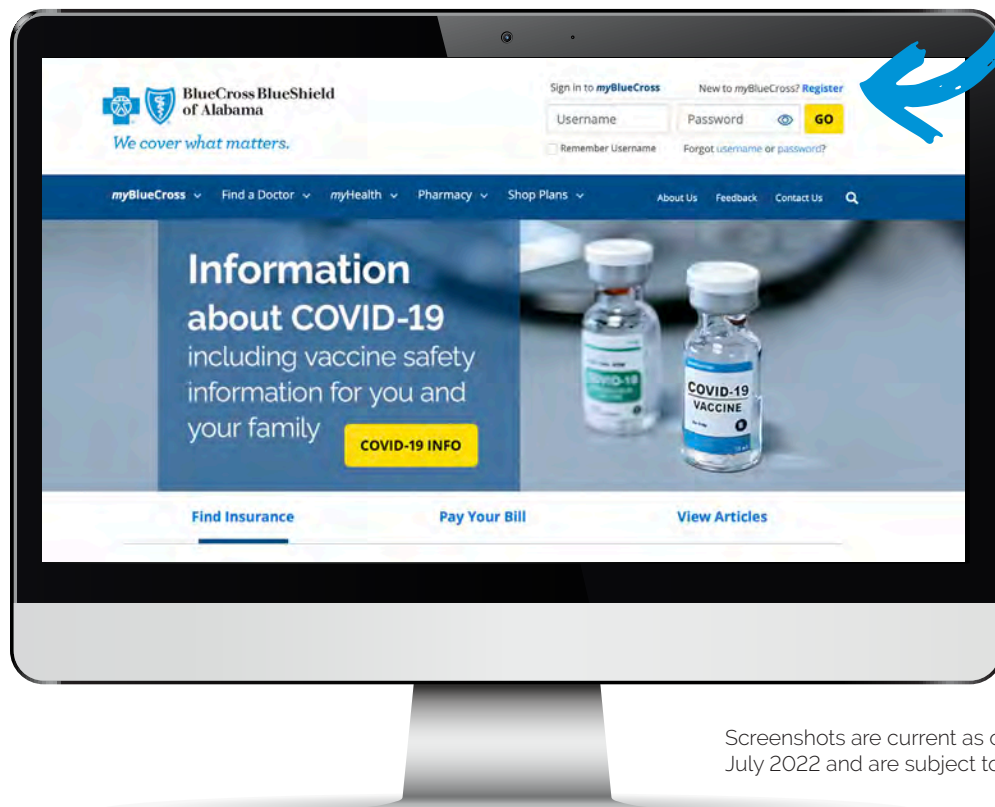 BlueCross BlueShield
of Alabama
We cover what matters.
Sign in to myBlueCross New to myBlueCross? Register
Username Password GO
Remember Username Forgot username or password?
myBlueCross Find a Doctor myHealth Pharmacy Shop Plans About Us Feedback Contact Us
Information
about COVID-19
including vaccine safety
information for you and
your family
COVID-19 INFO
COVID-19
COVID-19
VACCINE
Find Insurance Pay Your Bill View Articles
Screenshots are current as
July 2022 and are subject to